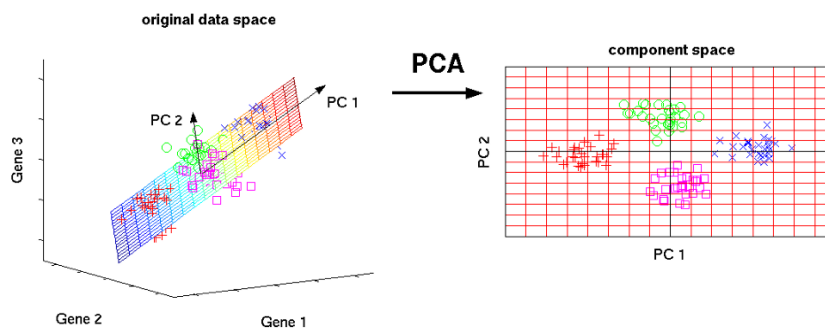 original data space
PC 1
PC 2
Gene 3
Gene 2
Gene 1
PCA
component space
PC 2
PC 1